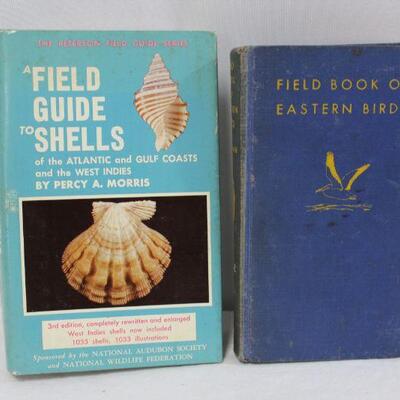 THE PETERSON FIELD GUIDE SERIES
A
FIELD
GUIDE
TO SHELLS
of the ATLANTIC and GULF COASTS
and the WEST INDIES
BY PERCY A. MORRIS
3rd edition, completely rewritten and enlarged
West Indies shells now included
1035 shells, 1033 illustrations
Sponsored by the NATIONAL AUDUBON SOCIETY
and NATIONAL WILDLIFE FEDERATION
FIELD BOOK O
EASTERN BIRD